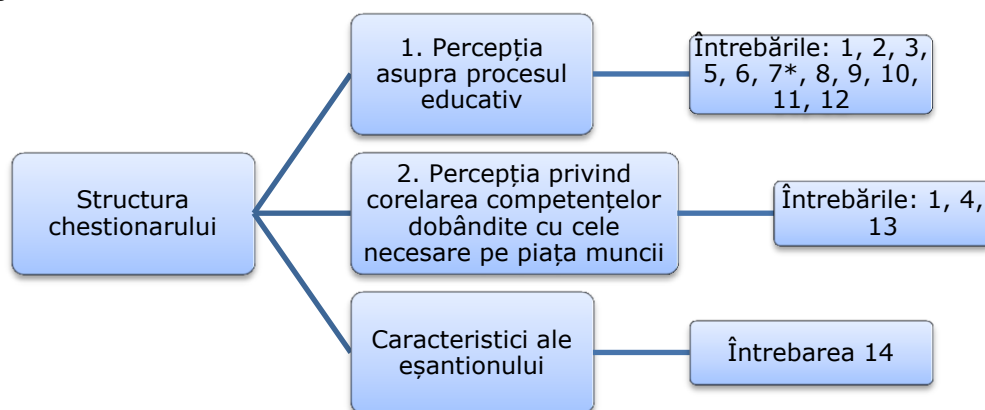 Structura
chestionarului
1. Percepția
asupra procesul
educativ
Întrebările: 1, 2, 3,
5, 6, 7*, 8, 9, 10,
11, 12
2. Percepția privind
corelarea competențelor
dobândite cu cele
necesare pe piața muncii
Întrebările: 1, 4,
13
Caracteristici ale
eșantionului
Întrebarea 14